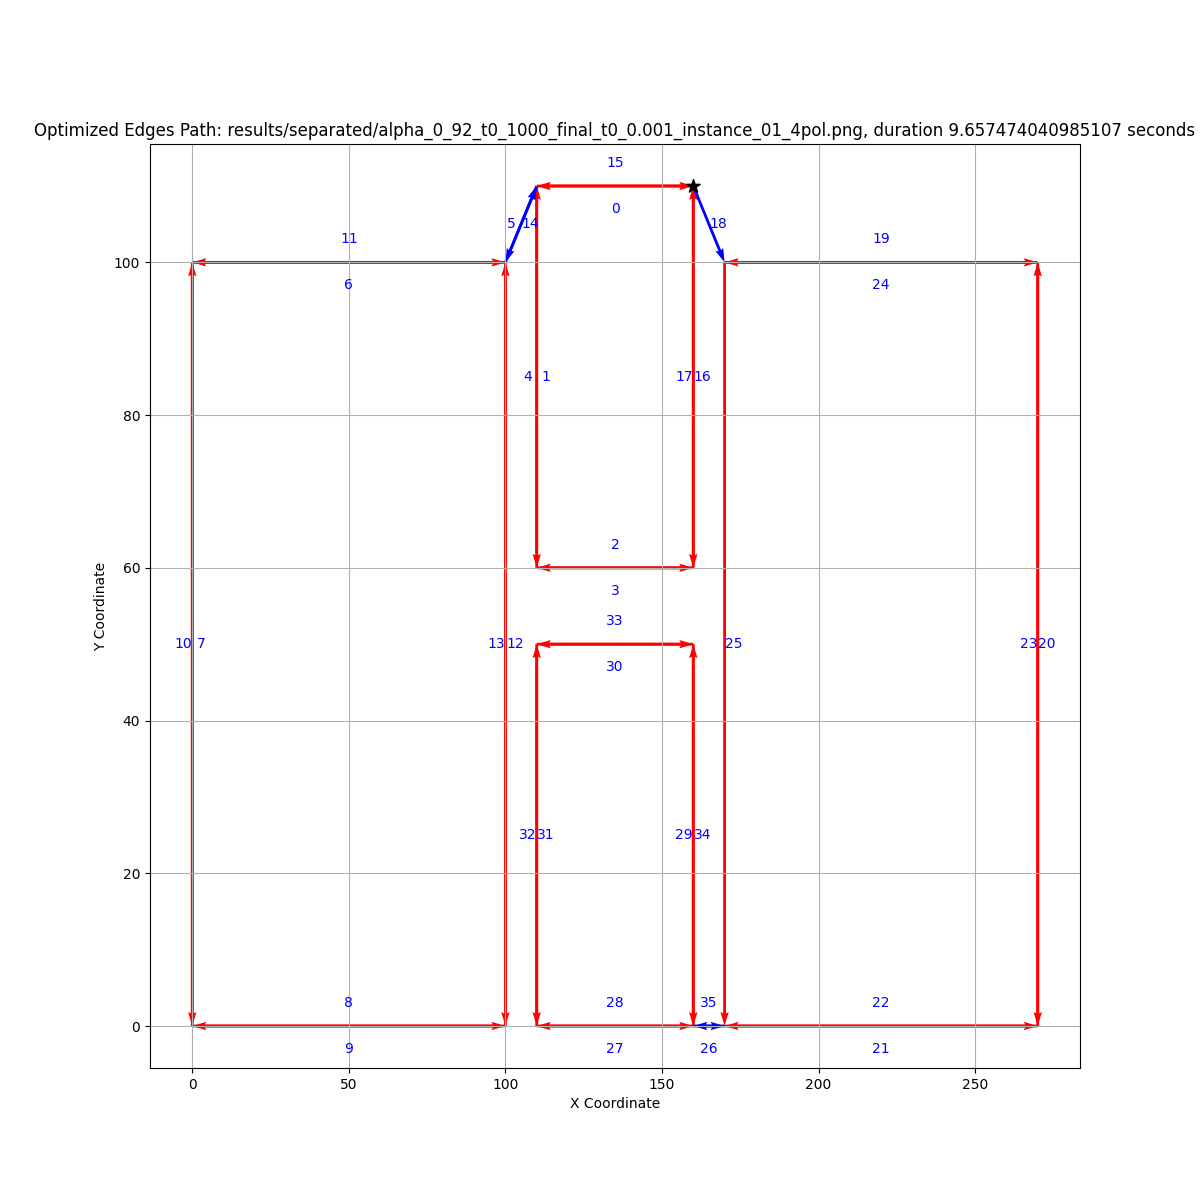 Optimized Edges Path: results/separated/alpha_0_92_t0_1000_final_t0_0.001_instance_01_4pol.png, duration 9.657474040985107 seconds
15
0
5 14 18
11 19
6 24
100
4 1 17 16
80
2
60
3
33
10 7 13 12 25 23 20
30
Y Coordinate
40
32 31 29 34
20
8 28 35 22
0
9 27 26 21
0 50 100 150 200 250
X Coordinate